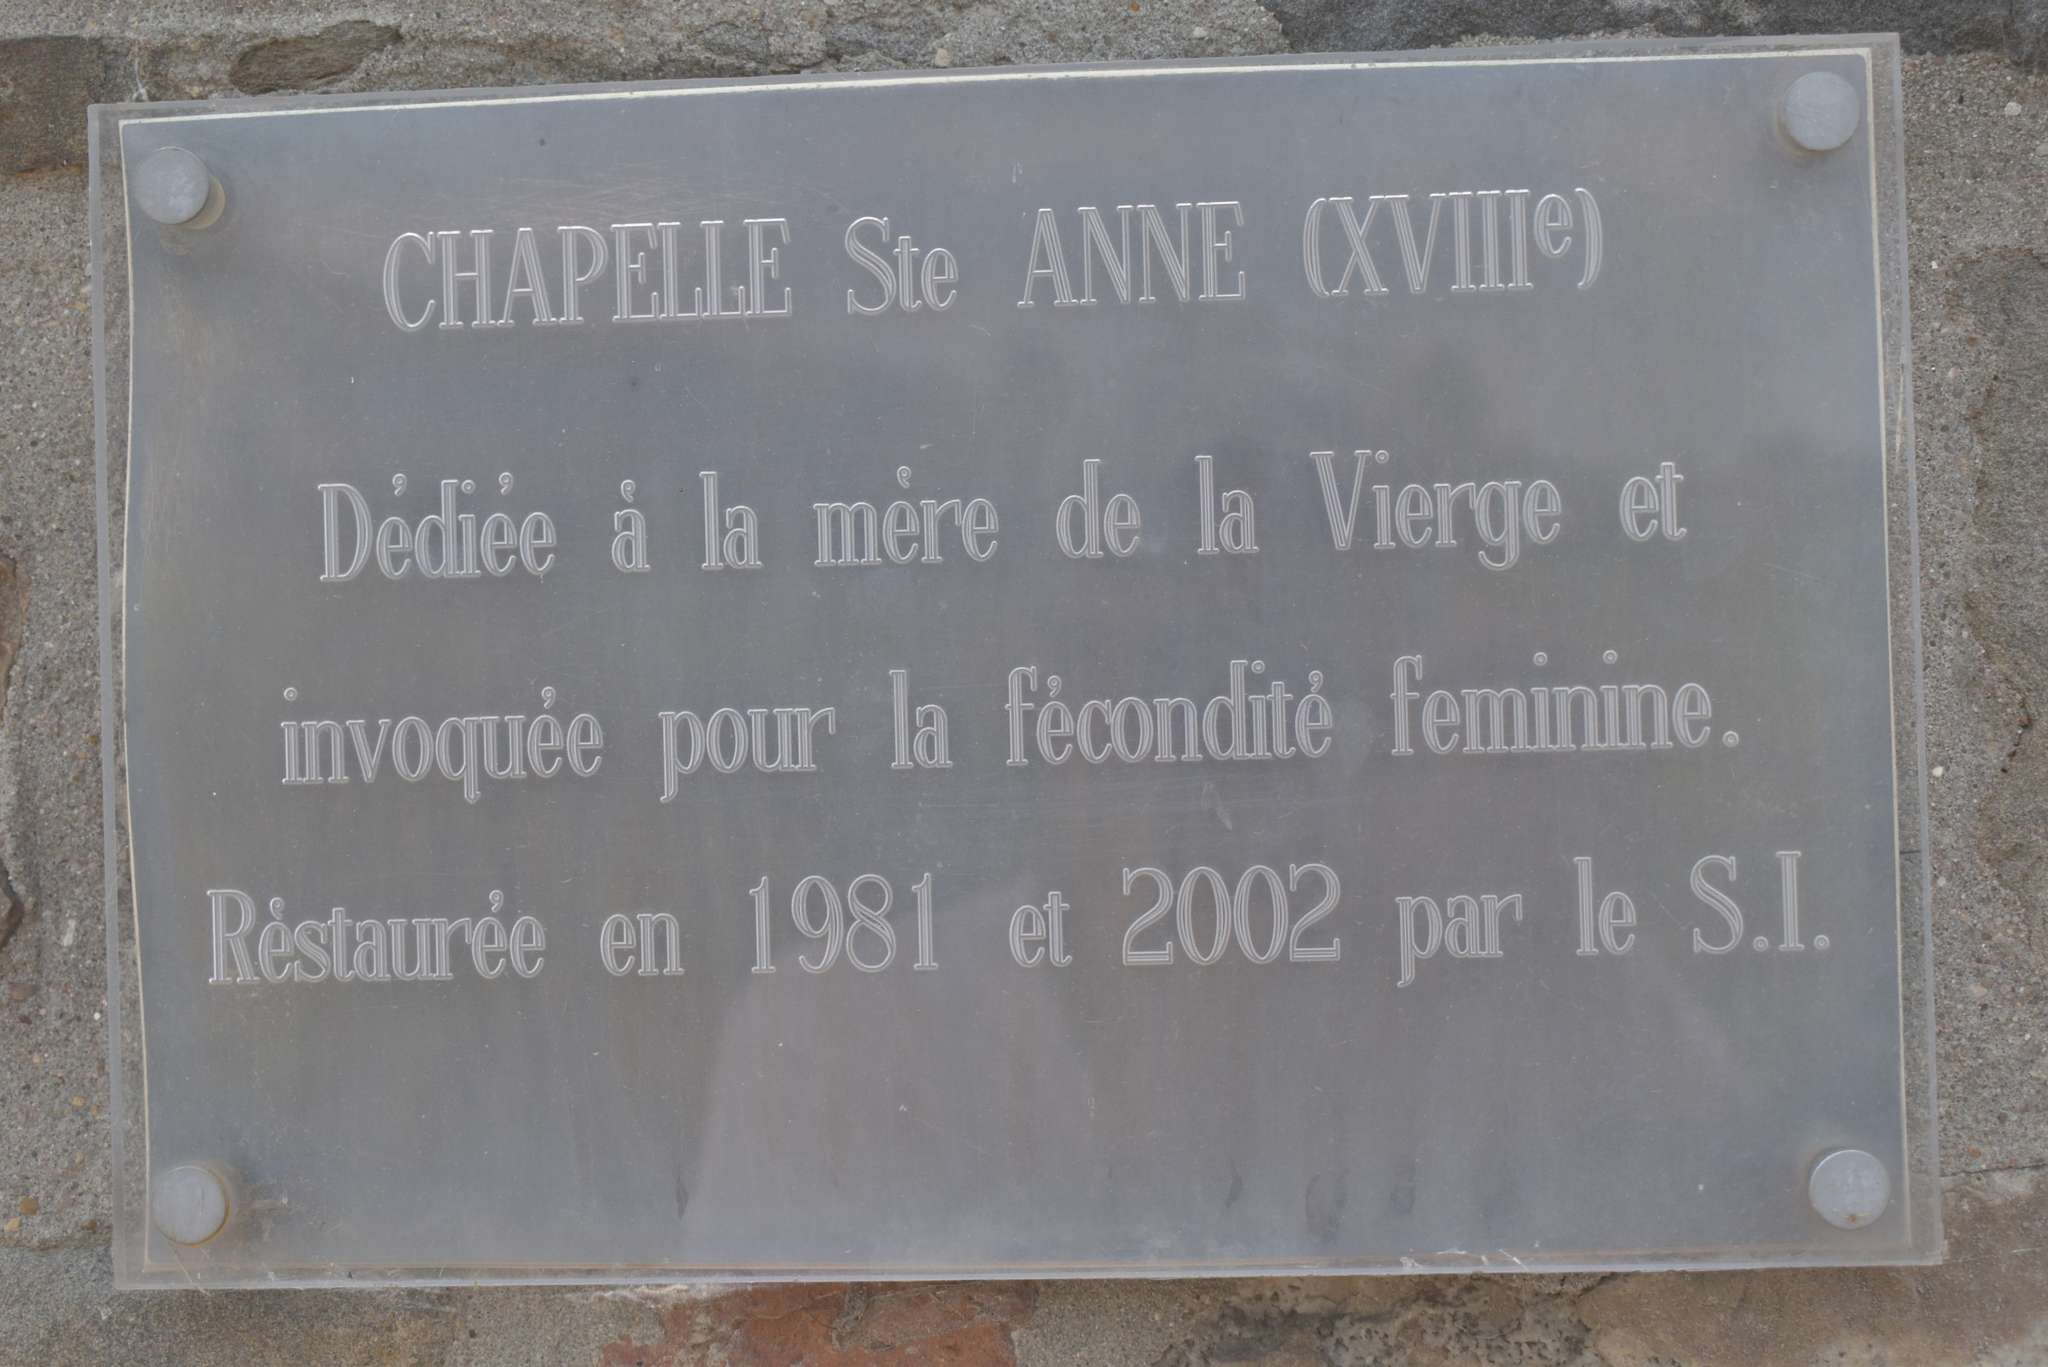 CHAPELLE Ste ANNE (XVIIIe)
Dédiée à la mère de la Vierge et
invoquée pour la fécondité feminine.
Rèstaurée en 1981 et 2002 par le S.I.